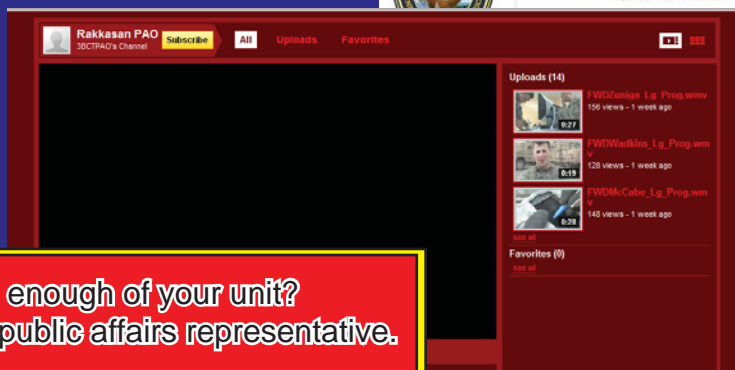 Rakkasan PAO
3BCTPAO's Channel
Subscribe
All
Uploads
Favorites
Uploads (14)
FWDZuniga_Lg_Prog.wmv
156 views - 1 week ago
0:27
FWDWadkins_Lg_Prog.wm
v
128 views - 1 week ago
0:19
FWDMcCabe_Lg_Prog.wm
v
148 views - 1 week ago
0:28
see all
Favorites (0)
see all
enough of your unit?
public affairs representative.